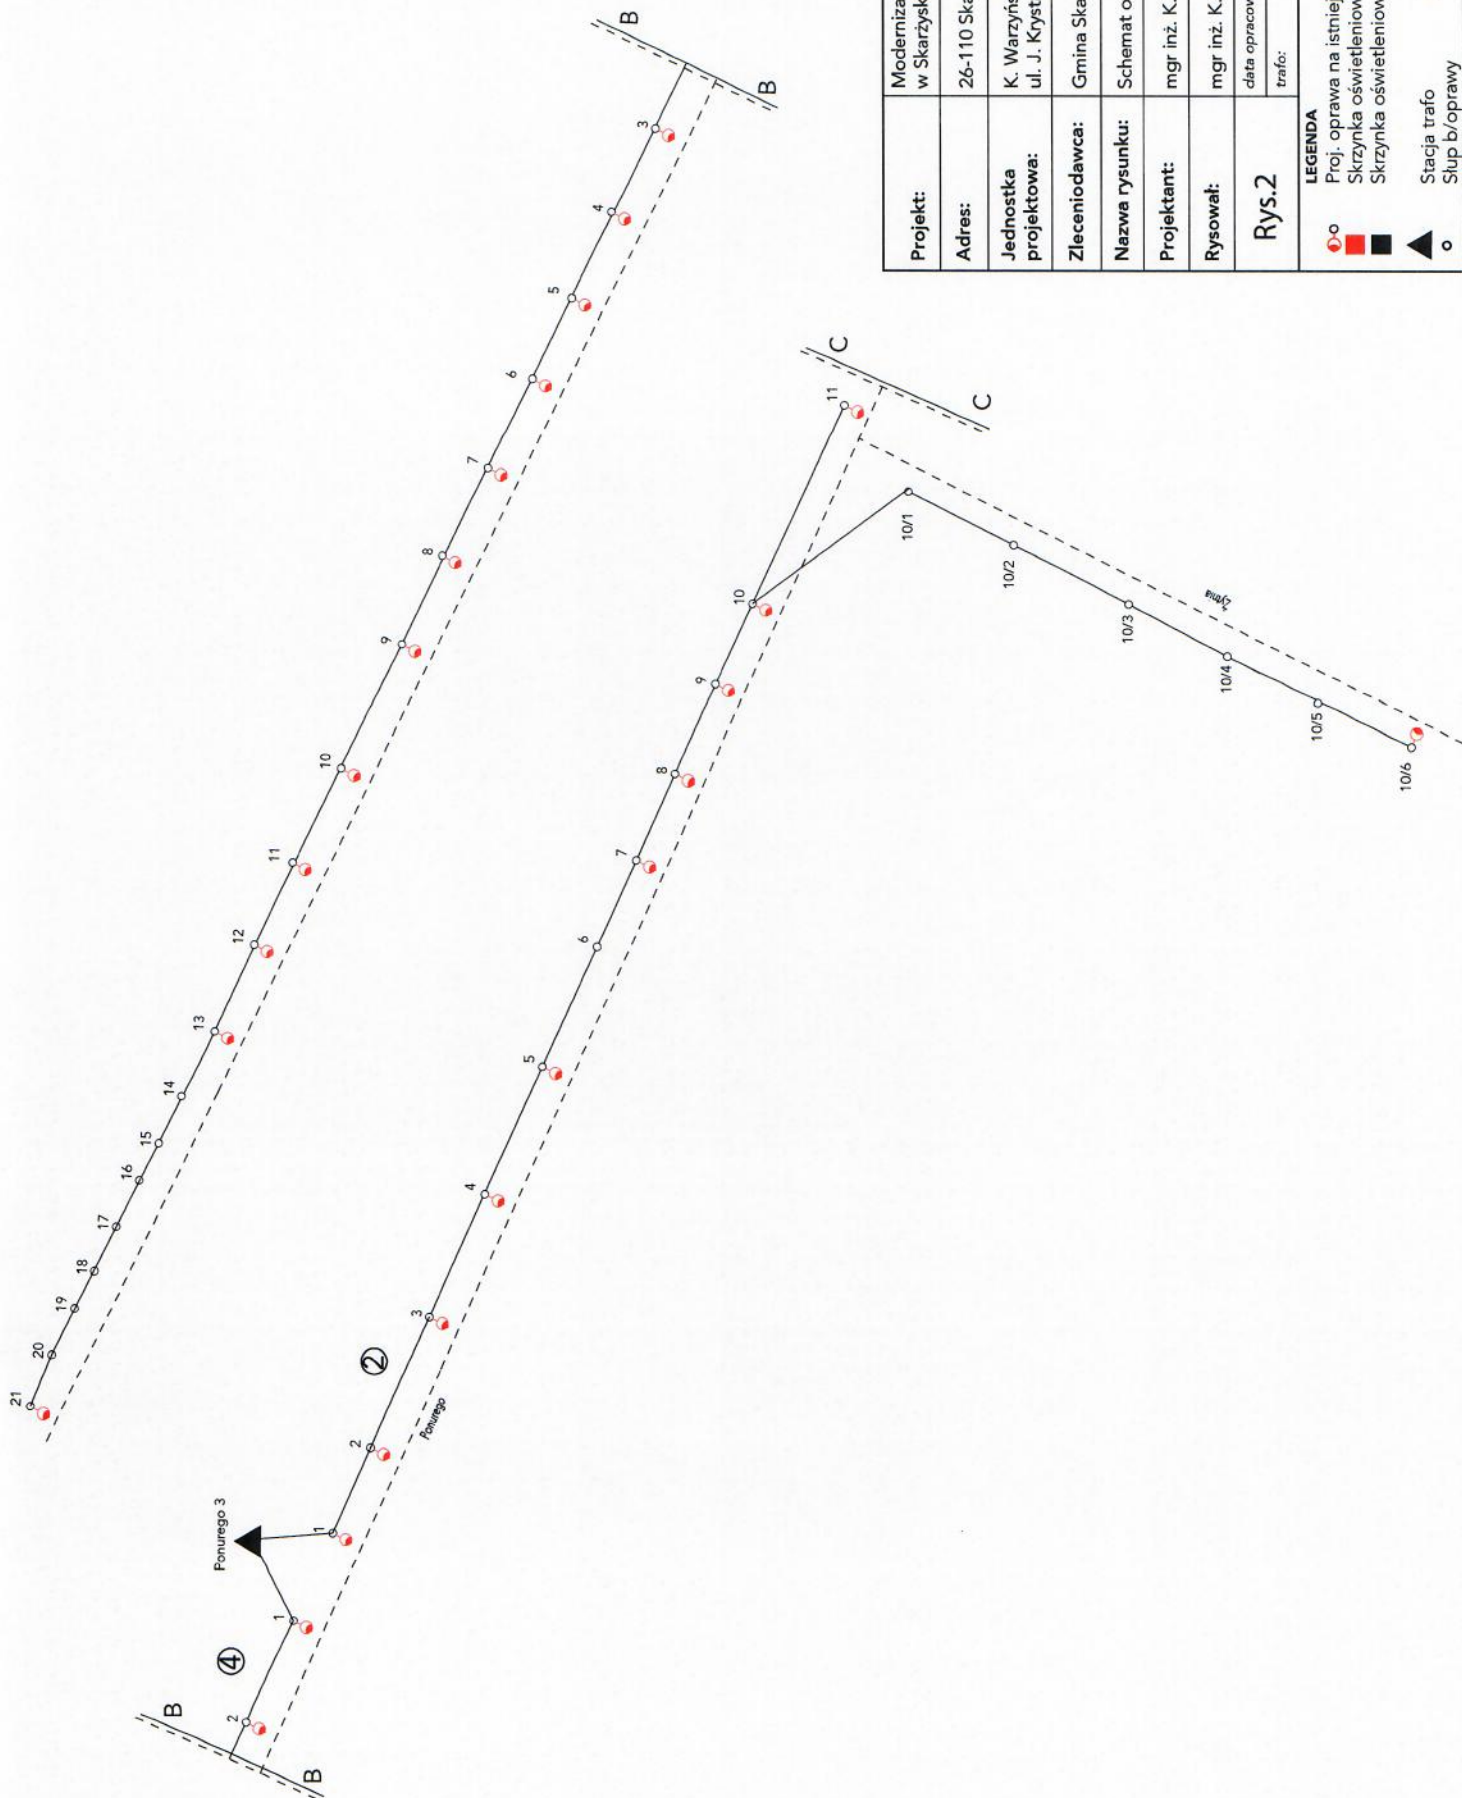 B
B
3
4
5
6
7
8
9
10
11
12
13
14
15
16
17
18
19
20
21
Ponurego 3
④
1
2
B
B
②
1
2
3
4
5
6
7
8
9
10
11
C
C
Ponurego
10/1
10/2
10/3
10/4
10/5
10/6
Żytnia
Projekt: Moderniza
w Skarżysk
Adres: 26-110 Ska
Jednostka projektowa: K. Warzyńs
ul. J. Kryst
Zleceniodawca: Gmina Ska
Nazwa rysunku: Schemat o
Projektant: mgr inż. K.
Rysował: mgr inż. K.
Rys.2
data opracow
trafo:
LEGENDA
Proj. oprawa na istniej
Skrzynka oświetleniow
Skrzynka oświetleniow
Stacja trafo
Słup b/oprawy